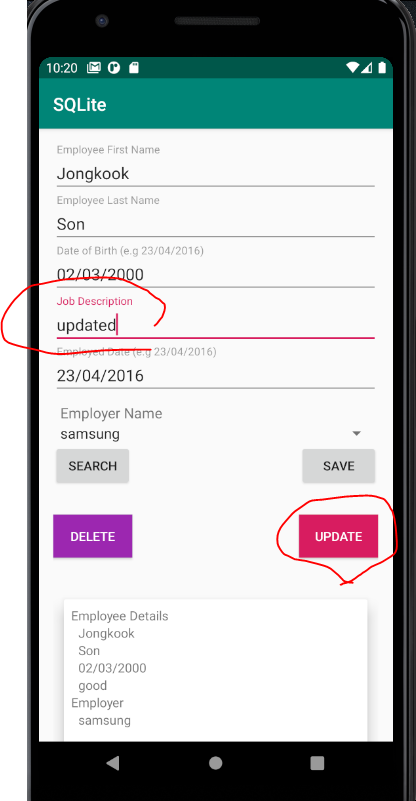 10:20
SQLite
Employee First Name
Jongkook
Employee Last Name
Son
Date of Birth (e.g 23/04/2016)
02/03/2000
Job Description
updated
Employed Date (e.g 23/04/2016)
23/04/2016
Employer Name
samsung
SEARCH SAVE
DELETE UPDATE
Employee Details
Jongkook
Son
02/03/2000
good
Employer
samsung